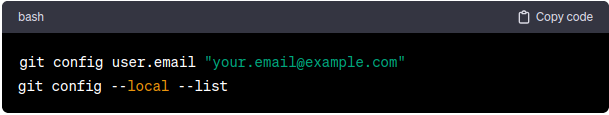 bash
Copy code
git config user.email "your.email@example.com"
git config --local --list